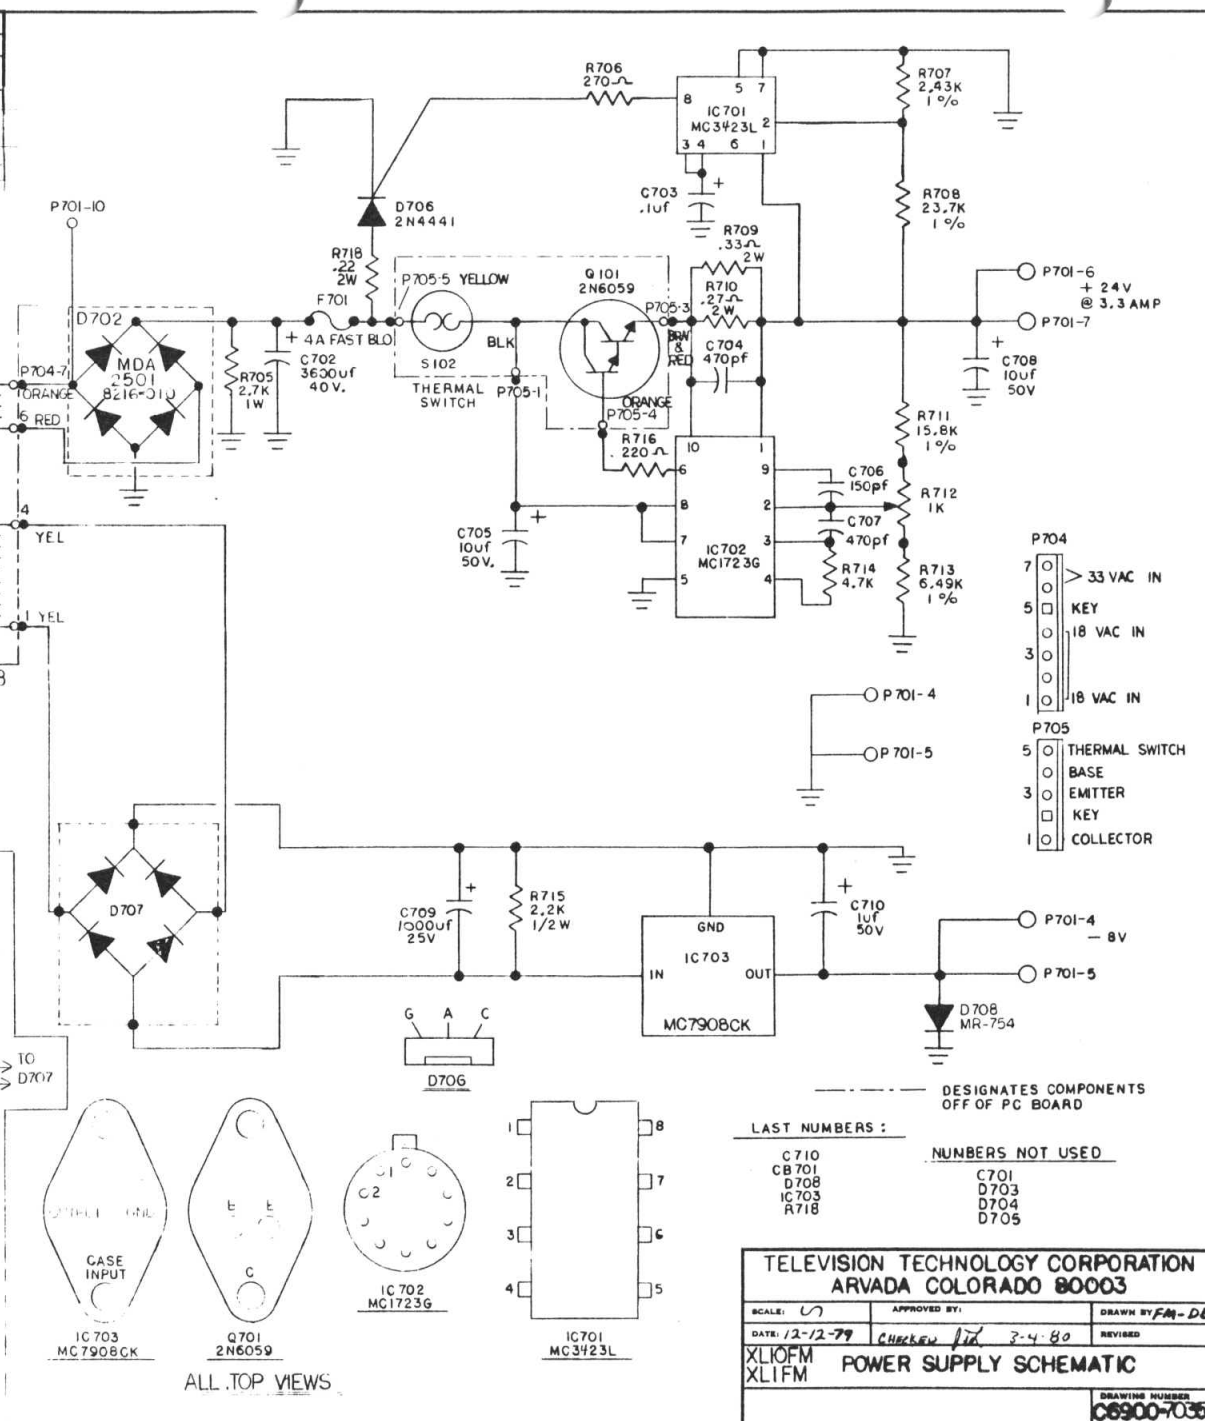 R706
270Ω
8
5 7
IC701
MC3423L
2
3 4 6 1
R707
2.43K
1%
C703
.1uf
+
R708
23.7K
1%
P701-10
D706
2N4441
R718
.22
2W
P705-5 YELLOW
Q101
2N6059
R709
.33Ω
2W
R710
.27Ω
2W
P705-3
BRN
&
RED
C704
470pf
P701-6
+ 24V
@ 3.3 AMP
P701-7
F701
4A FAST BLO
D702
MDA
2501
8216-010
P704-7
ORANGE
6 RED
R705
2.7K
1W
+
C702
3600uf
40V.
S102
THERMAL
SWITCH
BLK
P705-1
ORANGE
P705-4
+
C708
10uf
50V
R716
220Ω
10 1
6 9
8 2
7 3
5 4
IC702
MC1723G
C706
150pf
C707
470pf
R714
4.7K
R711
15.8K
1%
R712
1K
R713
6.49K
1%
+
C705
10uf
50V.
4
YEL
1 YEL
P704
7
33 VAC IN
5 KEY
18 VAC IN
3
1 18 VAC IN
P701-4
P701-5
P705
5 THERMAL SWITCH
BASE
3 EMITTER
KEY
1 COLLECTOR
D707
+
C709
1000uf
25V
R715
2.2K
1/2W
GND
IC703
IN OUT
MC7908CK
+
C710
1uf
50V
P701-4
- 8V
P701-5
D708
MR-754
G A C
D706
TO
D707
DESIGNATES COMPONENTS
OFF OF PC BOARD
LAST NUMBERS :
C710
CB701
D708
IC703
R718
NUMBERS NOT USED
C701
D703
D704
D705
GND
CASE
INPUT
IC703
MC7908CK
C
Q701
2N6059
1
2
IC702
MC1723G
1 8
2 7
3 6
4 5
IC701
MC3423L
ALL TOP VIEWS
TELEVISION TECHNOLOGY CORPORATION
ARVADA COLORADO 80003
SCALE:
APPROVED BY:
DRAWN BY FM-
DATE: 12-12-79
CHECKED
3-4-80
REVISED
XL10FM
XL1FM
POWER SUPPLY SCHEMATIC
DRAWING NUMBER
C6900-7035